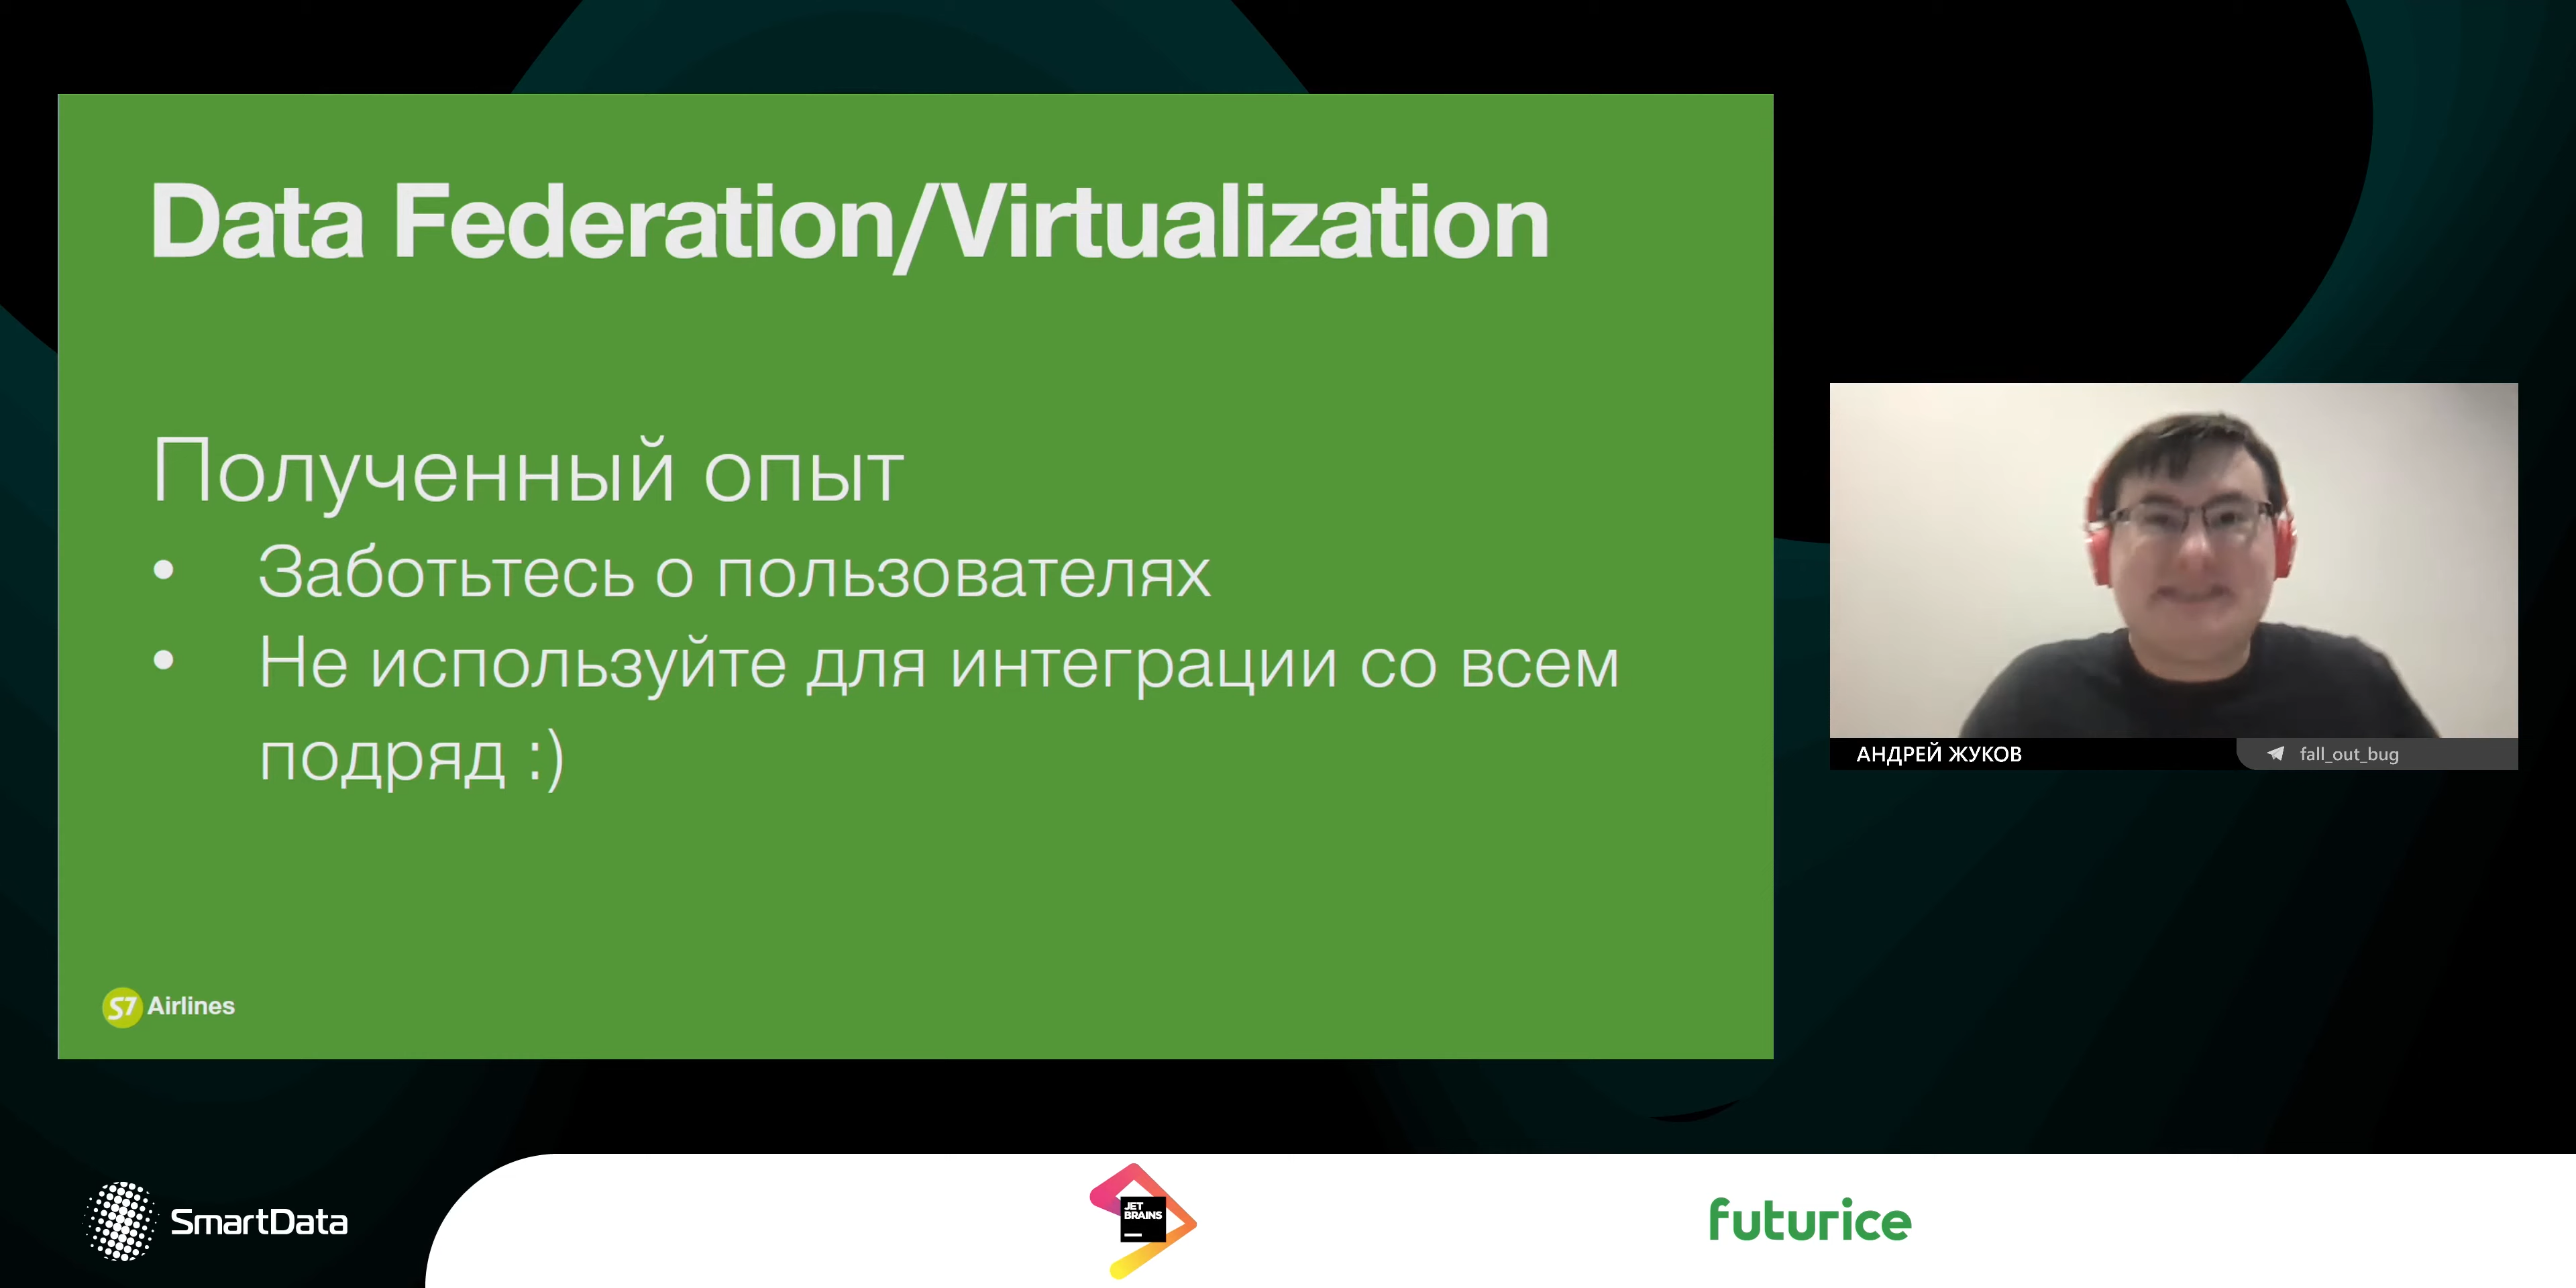 Data Federation/Virtualization
Полученный опыт
• Заботьтесь о пользователях
• Не используйте для интеграции со всем
подряд :)
S7 Airlines
АНДРЕЙ ЖУКОВ
fall_out_bug
SmartData
JET
BRAINS
futurice